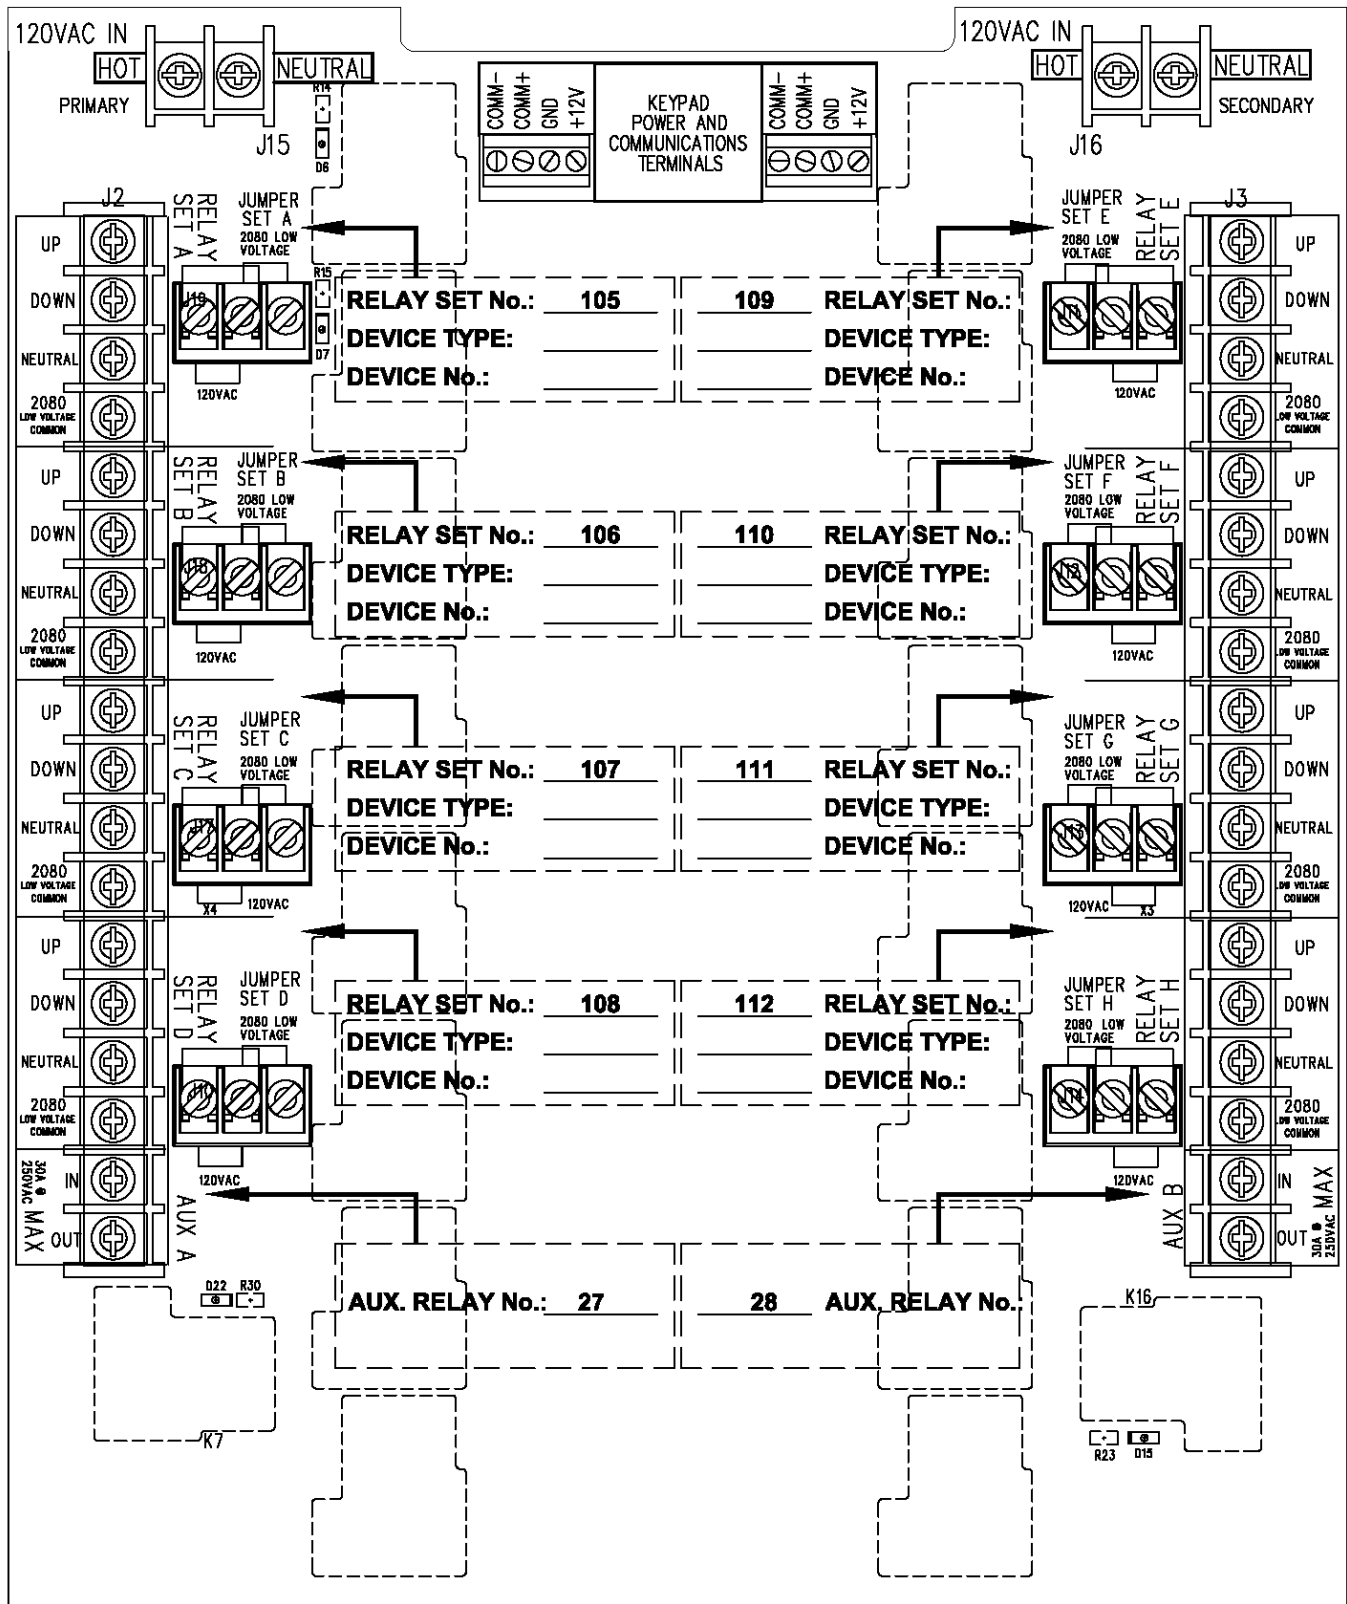 120VAC IN
HOT
NEUTRAL
PRIMARY
J15
R14
D6
COMM-
COMM+
GND
+12V
KEYPAD
POWER AND
COMMUNICATIONS
TERMINALS
COMM-
COMM+
GND
+12V
120VAC IN
HOT
NEUTRAL
SECONDARY
J16
J2
UP
DOWN
NEUTRAL
2080
LOW VOLTAGE
COMMON
RELAY
SET A
JUMPER
SET A
2080 LOW
VOLTAGE
J19
120VAC
R15
D7
RELAY SET No.: 105
DEVICE TYPE:
DEVICE No.:
109 RELAY SET No.:
DEVICE TYPE:
DEVICE No.:
JUMPER
SET E
2080 LOW
VOLTAGE
RELAY
SET E
J11
120VAC
J3
UP
DOWN
NEUTRAL
2080
LOW VOLTAGE
COMMON
UP
DOWN
NEUTRAL
2080
LOW VOLTAGE
COMMON
RELAY
SET B
JUMPER
SET B
2080 LOW
VOLTAGE
J18
120VAC
RELAY SET No.: 106
DEVICE TYPE:
DEVICE No.:
110 RELAY SET No.:
DEVICE TYPE:
DEVICE No.:
JUMPER
SET F
2080 LOW
VOLTAGE
RELAY
SET F
J12
120VAC
UP
DOWN
NEUTRAL
2080
LOW VOLTAGE
COMMON
UP
DOWN
NEUTRAL
2080
LOW VOLTAGE
COMMON
RELAY
SET C
JUMPER
SET C
2080 LOW
VOLTAGE
J17
X4
120VAC
RELAY SET No.: 107
DEVICE TYPE:
DEVICE No.:
111 RELAY SET No.:
DEVICE TYPE:
DEVICE No.:
JUMPER
SET G
2080 LOW
VOLTAGE
RELAY
SET G
J13
120VAC
X3
UP
DOWN
NEUTRAL
2080
LOW VOLTAGE
COMMON
UP
DOWN
NEUTRAL
2080
LOW VOLTAGE
COMMON
RELAY
SET D
JUMPER
SET D
2080 LOW
VOLTAGE
J10
120VAC
RELAY SET No.: 108
DEVICE TYPE:
DEVICE No.:
112 RELAY SET No.:
DEVICE TYPE:
DEVICE No.:
JUMPER
SET H
2080 LOW
VOLTAGE
RELAY
SET H
J14
120VAC
UP
DOWN
NEUTRAL
2080
LOW VOLTAGE
COMMON
30A @
250VAC MAX
IN
OUT
AUX A
AUX B
IN
OUT
30A @
250VAC MAX
D22
R30
K7
AUX. RELAY No.: 27
28 AUX. RELAY No.:
K16
R23
D15